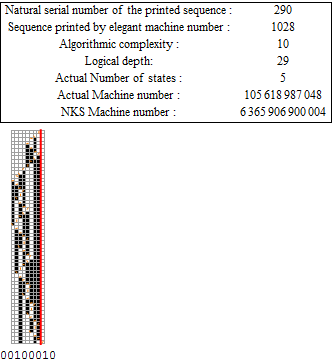 Natural serial number of the printed sequence : 290
Sequence printed by elegant machine number : 1028
Algorithmic complexity : 10
Logical depth: 29
Actual Number of states : 5
Actual Machine number : 105 618 987 048
NKS Machine number : 6 365 906 900 004
00100010